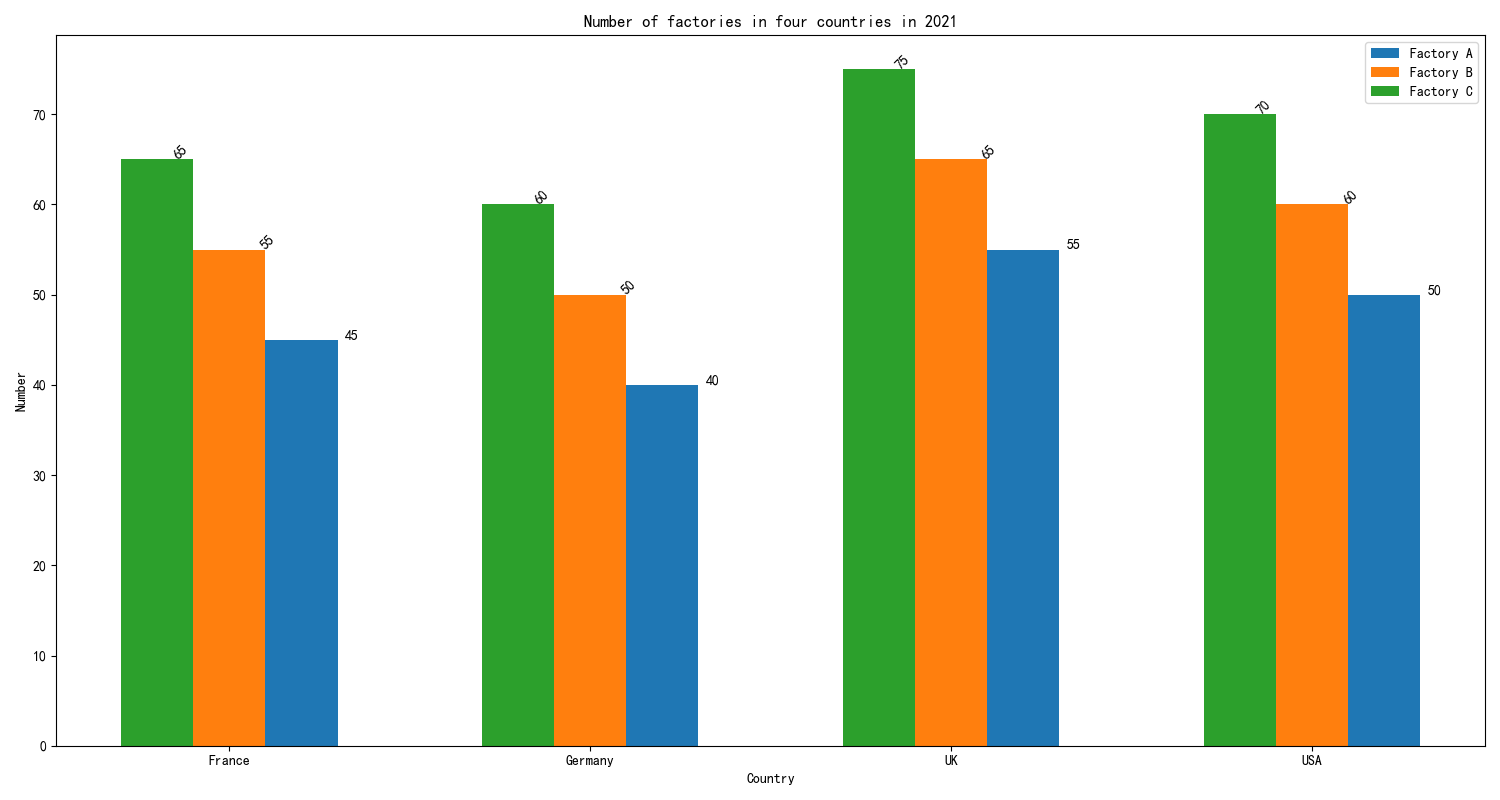 Number of factories in four countries in 2021
Factory A
Factory B
Factory C
Number
70
60
50
40
30
20
10
0
65
55
45
60
50
40
75
65
55
70
60
50
France
Germany
UK
USA
Country